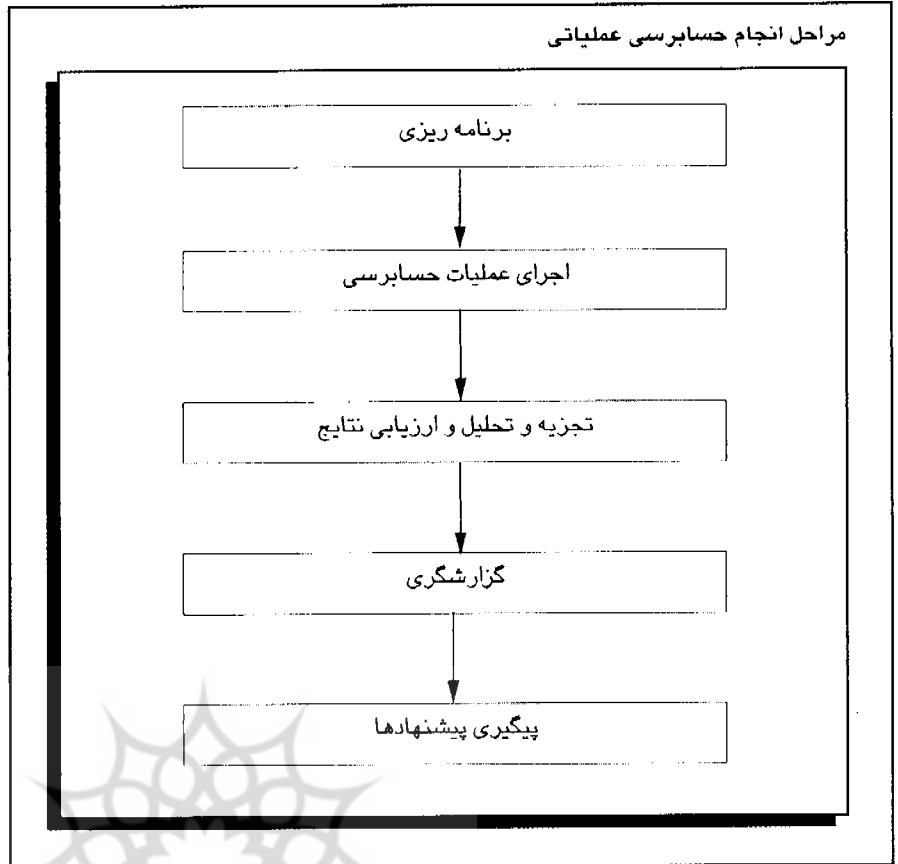 مراحل انجام حسابرسی عملیاتی
برنامه ریزی
اجرای عملیات حسابرسی
تجزیه و تحلیل و ارزیابی نتایج
گزارشگری
پیگیری پیشنهادها